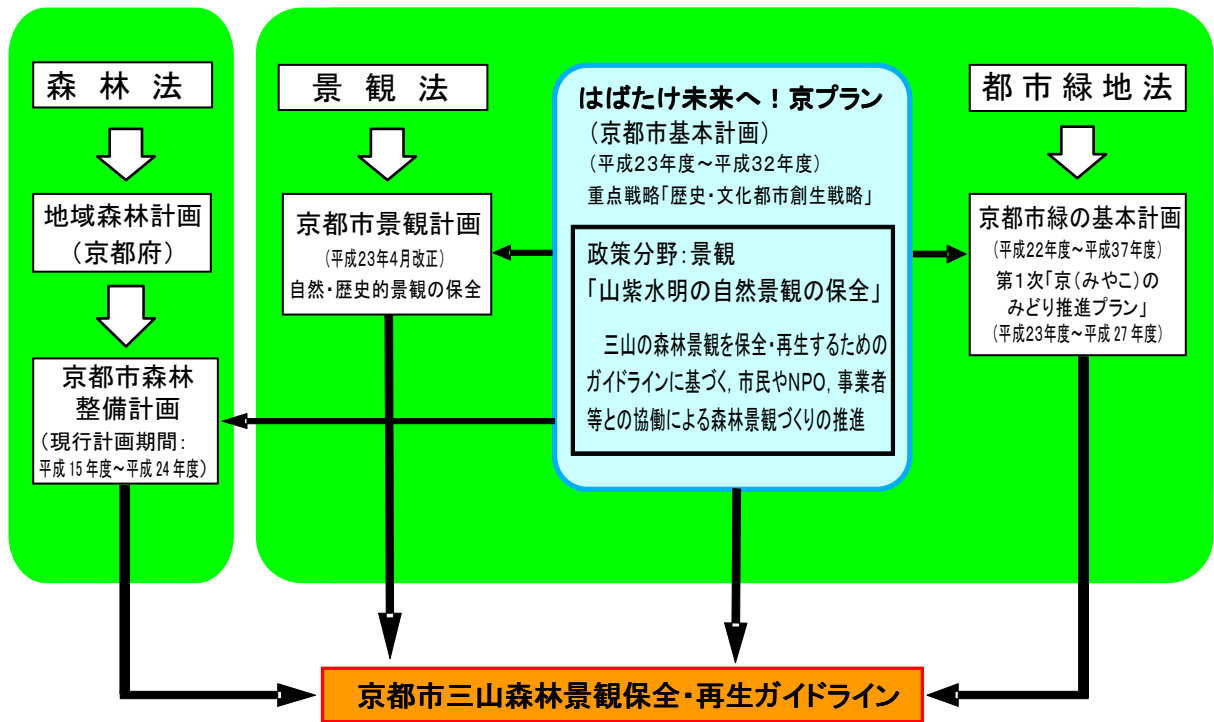 森林法
地域森林計画
（京都府）
京都市森林
整備計画
（現行計画期間：
平成15年度～平成24年度）
景観法
京都市景観計画
（平成23年4月改正）
自然・歴史的景観の保全
はばたけ未来へ！京プラン
（京都市基本計画）
（平成23年度～平成32年度）
重点戦略「歴史・文化都市創生戦略」
政策分野：景観
「山紫水明の自然景観の保全」
三山の森林景観を保全・再生するための
ガイドラインに基づく，市民やNPO，事業者
等との協働による森林景観づくりの推進
都市緑地法
京都市緑の基本計画
（平成22年度～平成37年度）
第1次「京（みやこ）の
みどり推進プラン」
（平成23年度～平成27年度）
京都市三山森林景観保全・再生ガイドライン